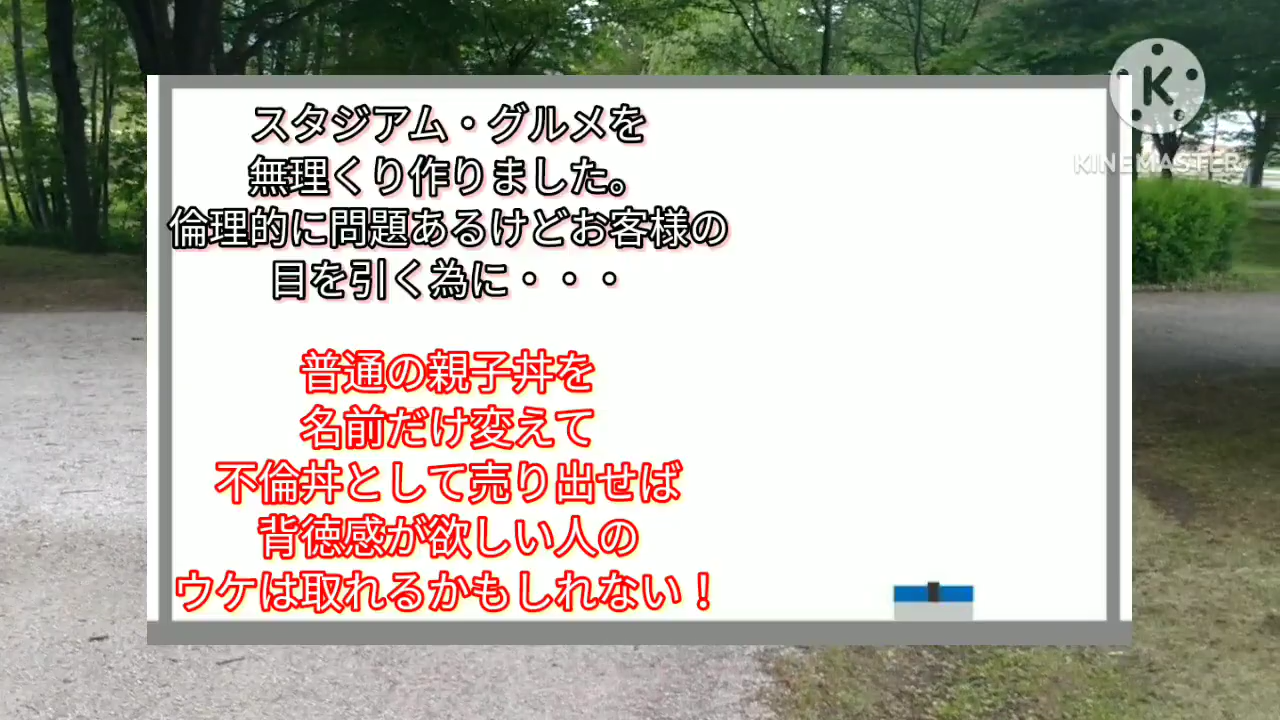 スタジアム・グルメを
無理くり作りました。
倫理的に問題あるけどお客様の
目を引く為に・・・
普通の親子丼を
名前だけ変えて
不倫丼として売り出せば
背徳感が欲しい人の
ウケは取れるかもしれない！
K
KINEMASTER